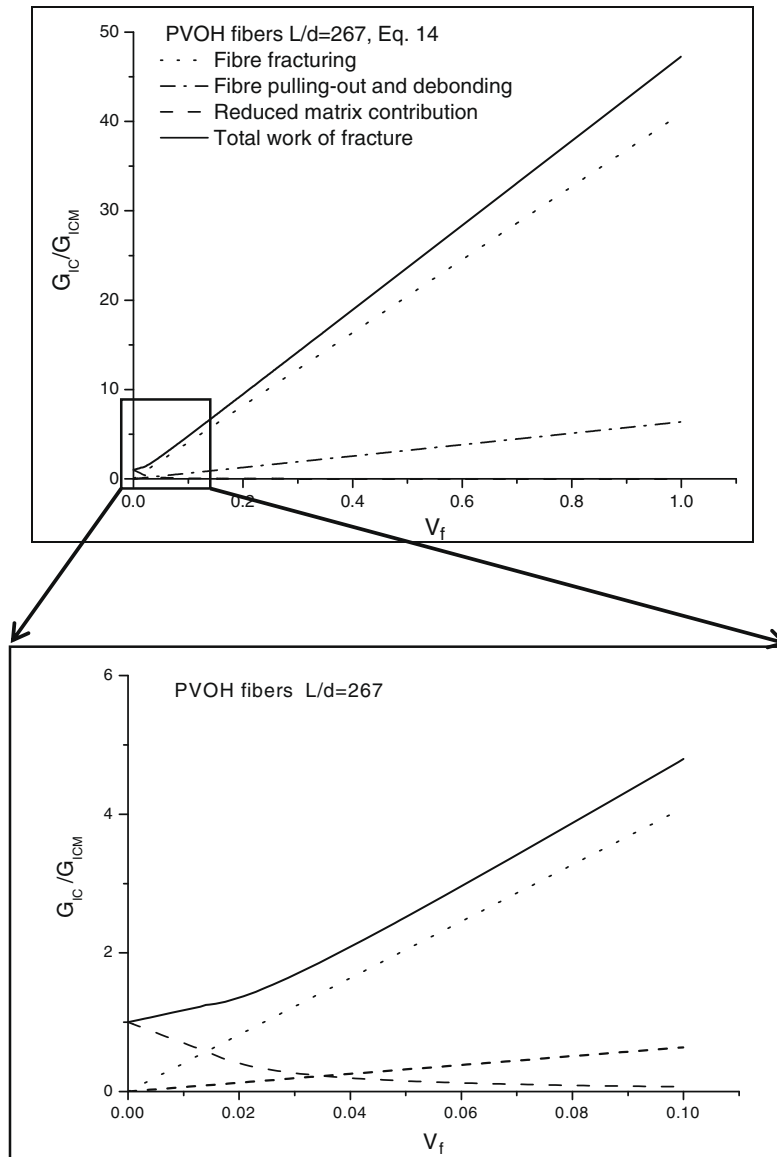 PVOH fibers L/d=267, Eq. 14
Fibre fracturing
Fibre pulling-out and debonding
Reduced matrix contribution
Total work of fracture
50
40
30
20
10
0
G_IC/G_ICM
0.0 0.2 0.4 0.6 0.8 1.0
V_f
PVOH fibers L/d=267
6
4
2
0
G_IC/G_ICM
0.00 0.02 0.04 0.06 0.08 0.10
V_f